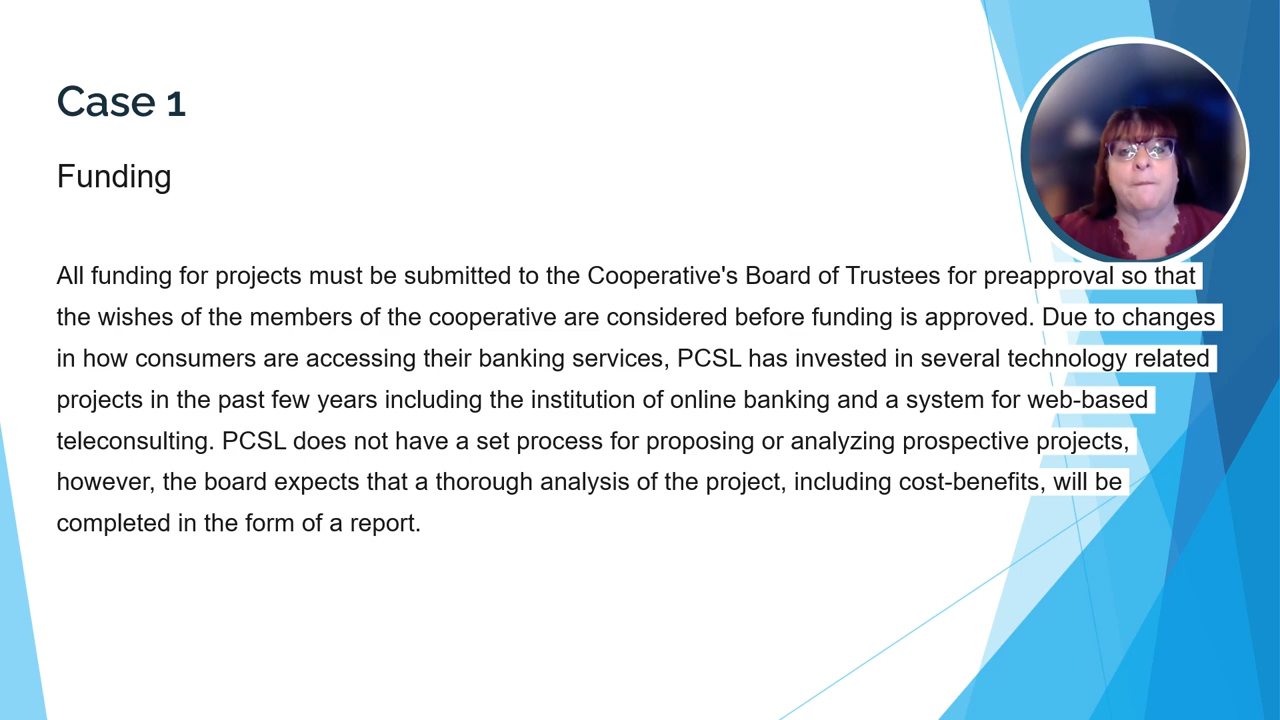 Case 1
Funding
All funding for projects must be submitted to the Cooperative's Board of Trustees for preapproval so that
the wishes of the members of the cooperative are considered before funding is approved. Due to changes
in how consumers are accessing their banking services, PCSL has invested in several technology related
projects in the past few years including the institution of online banking and a system for web-based
teleconsulting. PCSL does not have a set process for proposing or analyzing prospective projects,
however, the board expects that a thorough analysis of the project, including cost-benefits, will be
completed in the form of a report.